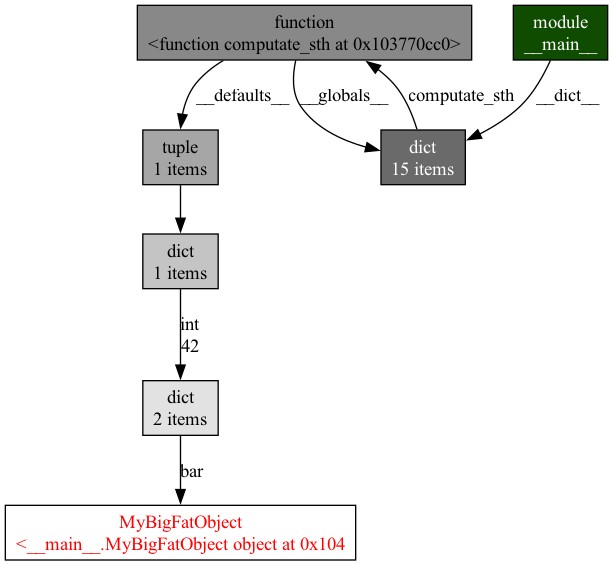 function
<function computate_sth at 0x103770cc0>
module
__main__
__defaults__
__globals__
computate_sth
__dict__
tuple
1 items
dict
15 items
dict
1 items
int
42
dict
2 items
bar
MyBigFatObject
<__main__.MyBigFatObject object at 0x104